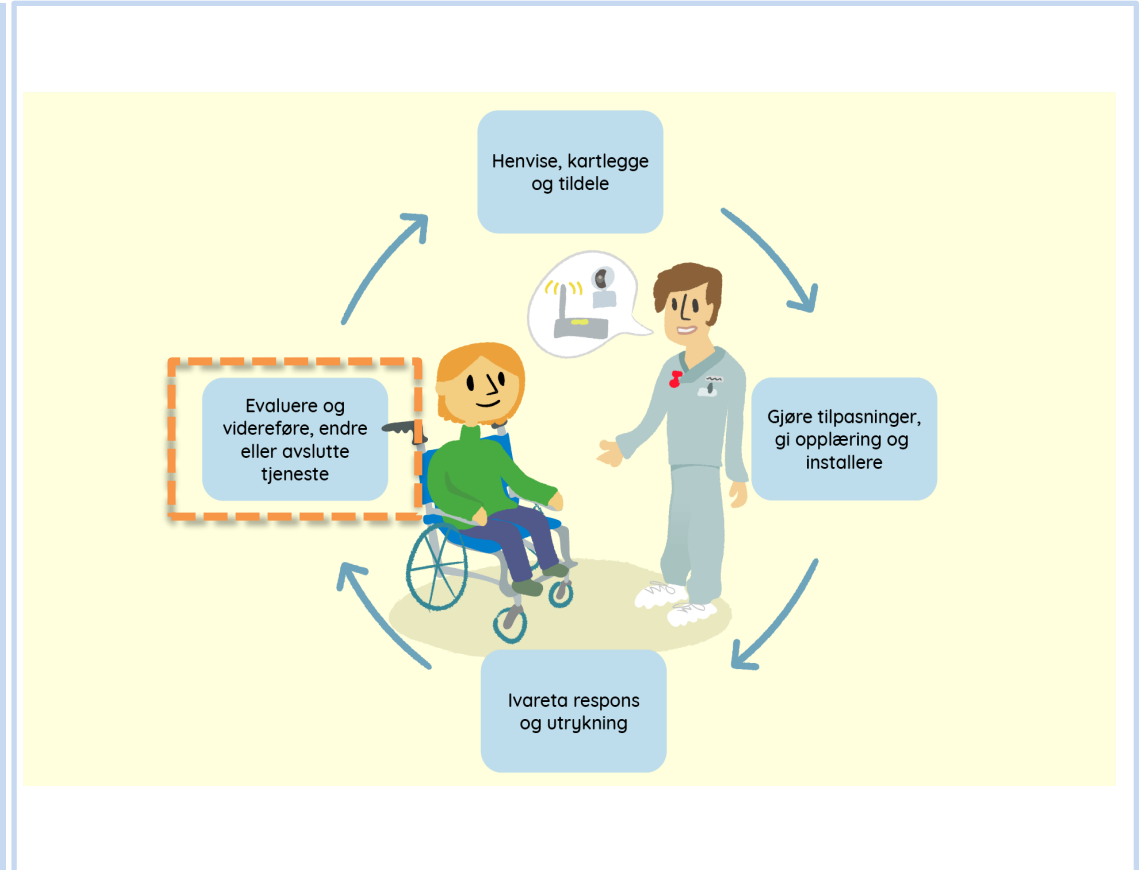 Henvise, kartlegge
og tildele
Gjøre tilpasninger,
gi opplæring og
installere
Ivareta respons
og utrykning
Evaluere og
videreføre, endre
eller avslutte
tjeneste